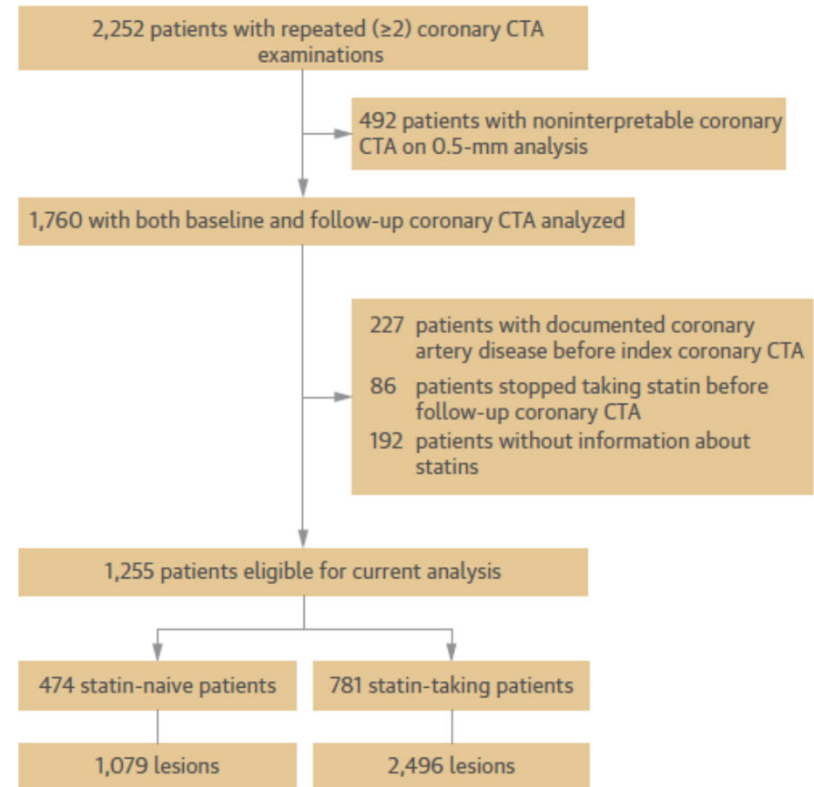 2,252 patients with repeated (≥2) coronary CTA
examinations
492 patients with noninterpretable coronary
CTA on 0.5-mm analysis
1,760 with both baseline and follow-up coronary CTA analyzed
227 patients with documented coronary
artery disease before index coronary CTA
86 patients stopped taking statin before
follow-up coronary CTA
192 patients without information about
statins
1,255 patients eligible for current analysis
474 statin-naive patients
781 statin-taking patients
1,079 lesions
2,496 lesions